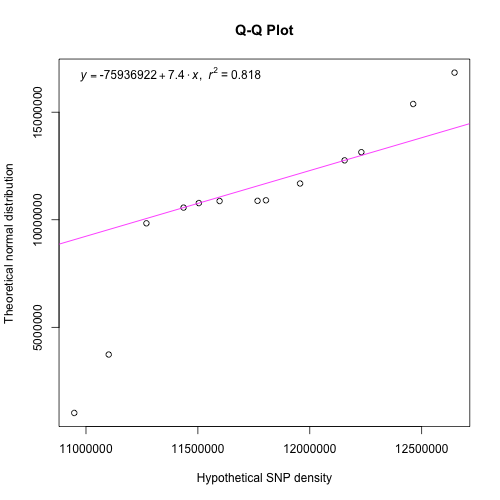 Q-Q Plot
y = -75936922 + 7.4 · x, r² = 0.818
Theoretical normal distribution
15000000
10000000
5000000
11000000 11500000 12000000 12500000
Hypothetical SNP density